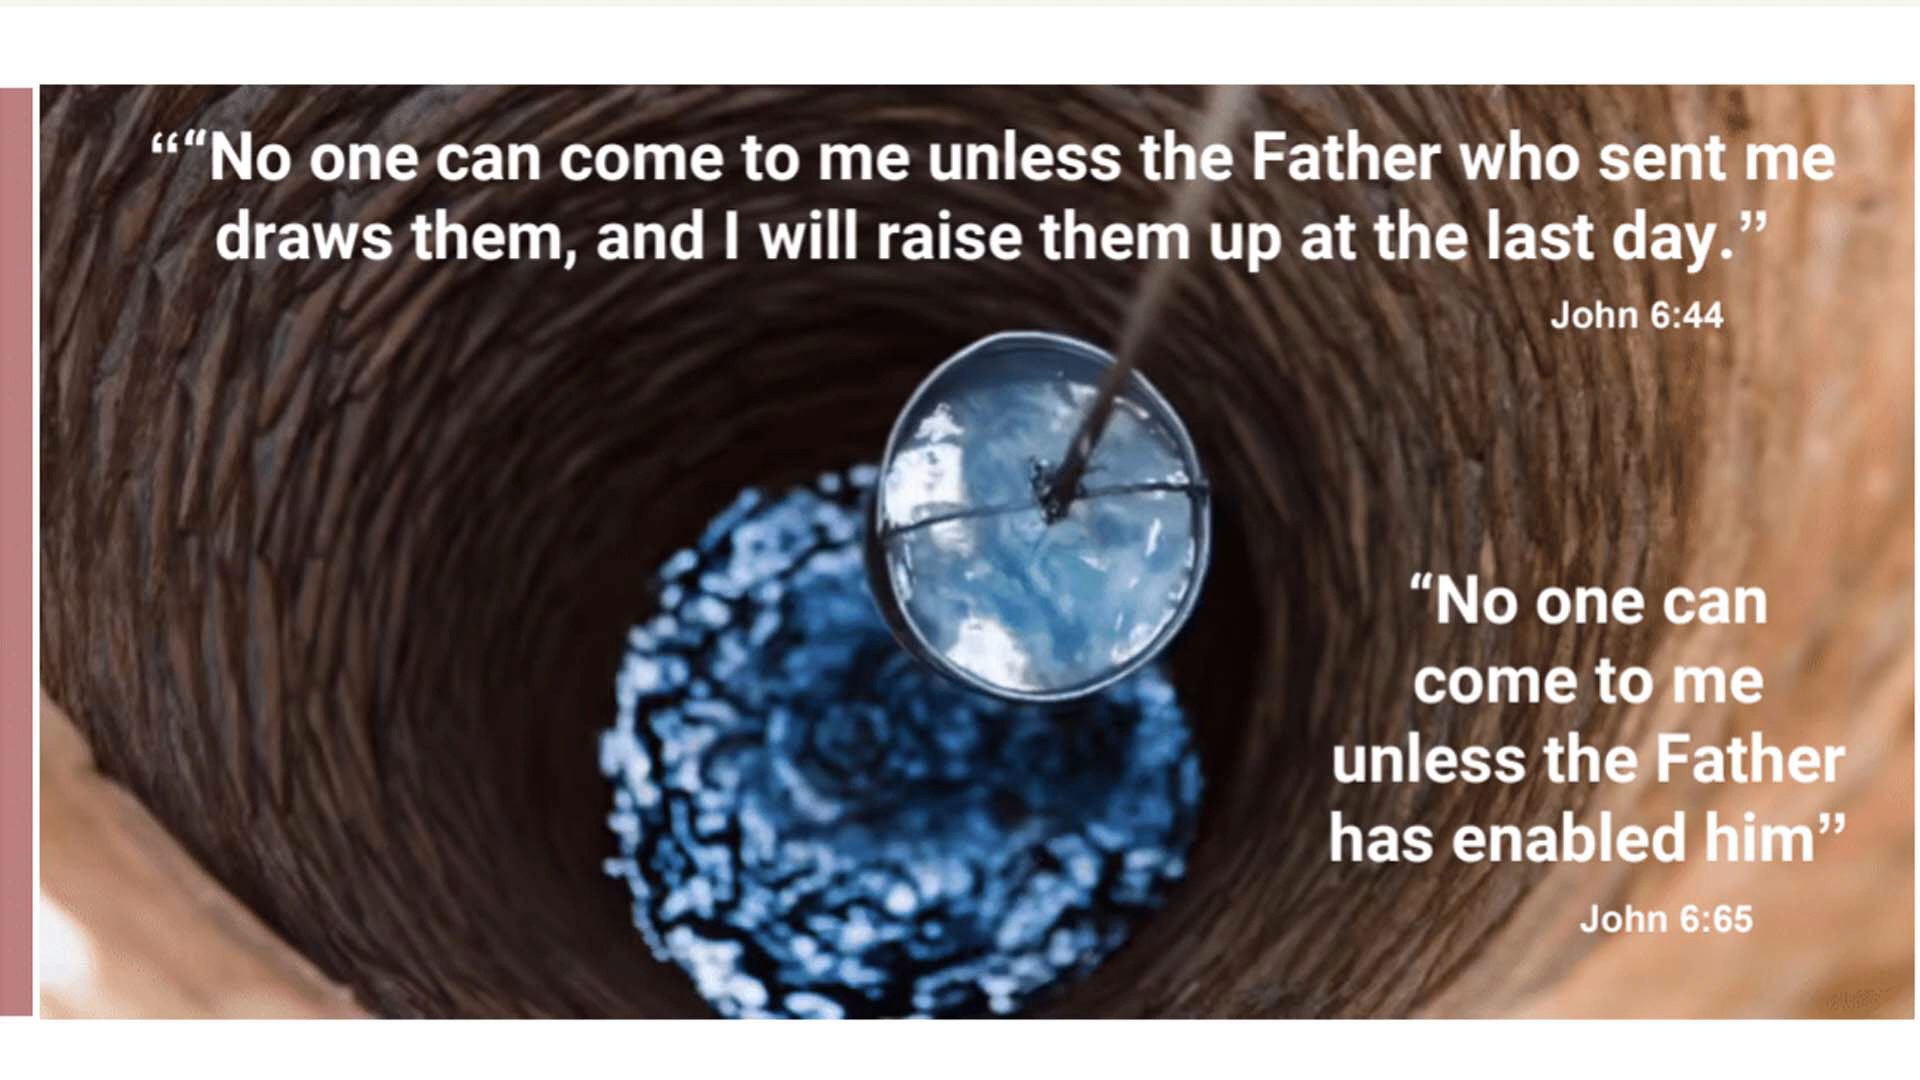 ““No one can come to me unless the Father who sent me
draws them, and I will raise them up at the last day.”
John 6:44
“No one can
come to me
unless the Father
has enabled him”
John 6:65